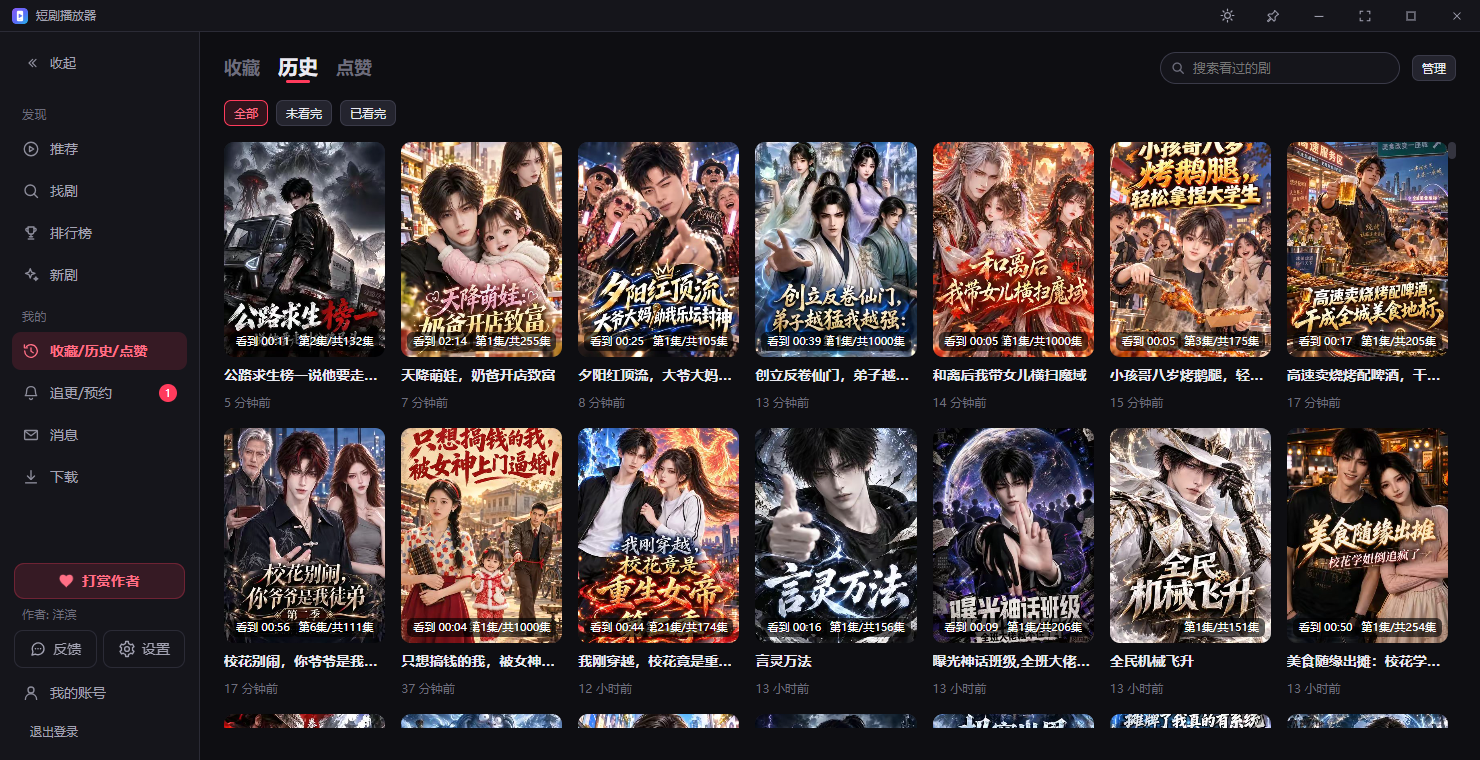 短剧播放器
收起
发现
推荐
找剧
排行榜
新剧
我的
收藏/历史/点赞
追更/预约
1
消息
下载
打赏作者
作者: 洋滨
反馈
设置
我的账号
退出登录
收藏 历史 点赞
搜索看过的剧
管理
全部 未看完 已看完
公路求生榜一
看到 00:11 第2集/共132集
公路求生榜一说他要走...
5 分钟前
天降萌娃:
奶爸开店致富
看到 02:14 第1集/共255集
天降萌娃，奶爸开店致富
7 分钟前
夕阳红顶流
大爷大妈助我乐坛封神
看到 00:25 第1集/共105集
夕阳红顶流，大爷大妈...
8 分钟前
创立反卷仙门，
弟子越猛我越强:
看到 00:39 第1集/共1000集
创立反卷仙门，弟子越...
13 分钟前
和离后
我带女儿横扫魔域
看到 00:05 第1集/共1000集
和离后我带女儿横扫魔域
14 分钟前
小孩哥八岁
烤鹅腿，
轻松拿捏大学生
看到 00:05 第3集/共175集
小孩哥八岁烤鹅腿，轻...
15 分钟前
高速服务区
高速卖烧烤配啤酒，
干成全城美食地标
看到 00:17 第1集/共205集
高速卖烧烤配啤酒，干...
17 分钟前
校花别闹，
你爷爷是我徒弟
第二季
看到 00:56 第6集/共111集
校花别闹，你爷爷是我...
17 分钟前
只想搞钱的我，
被女神上门逼婚！
看到 00:04 第1集/共1000集
只想搞钱的我，被女神...
37 分钟前
我刚穿越，
校花竟是
重生女帝
看到 00:44 第21集/共174集
我刚穿越，校花竟是重...
12 小时前
言灵万法
看到 00:16 第1集/共156集
言灵万法
13 小时前
曝光神话班级
看到 00:09 第1集/共206集
曝光神话班级,全班大佬...
13 小时前
全民
机械飞升
第1集/共151集
全民机械飞升
13 小时前
美食随缘出摊
校花学姐倒追疯了
看到 00:50 第1集/共254集
美食随缘出摊：校花学...
13 小时前
摊牌了我真的有系统